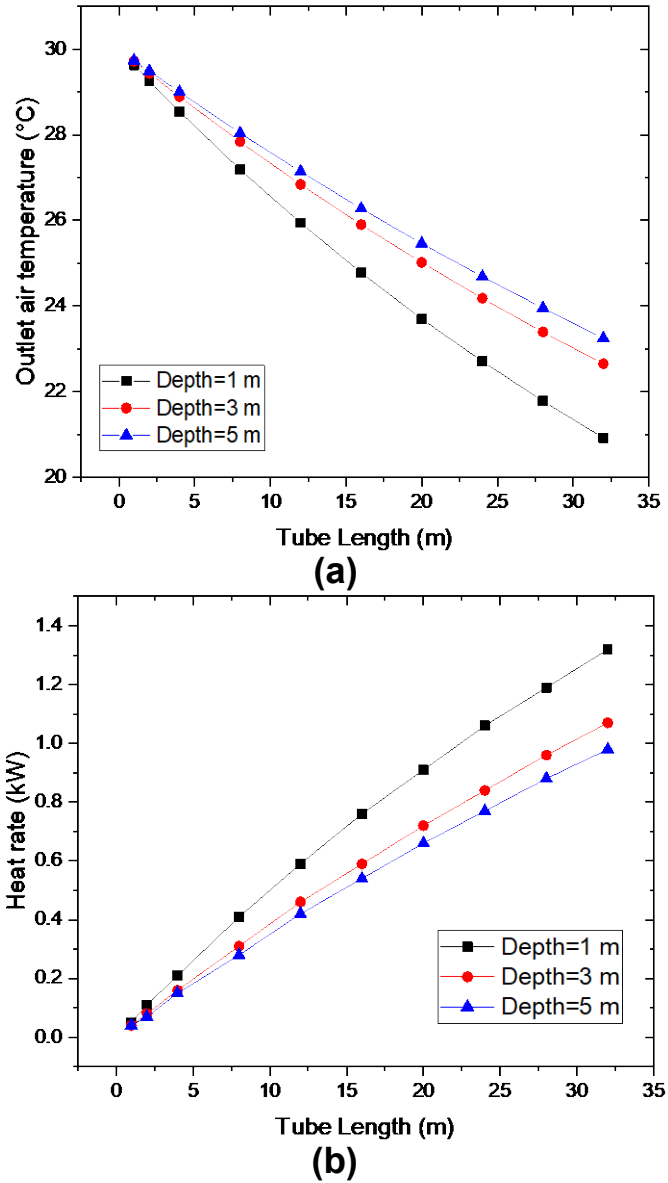 30
28
26
24
22
20
Outlet air temperature (°C)
Depth=1 m
Depth=3 m
Depth=5 m
0 5 10 15 20 25 30 35
Tube Length (m)
(a)
1.4
1.2
1.0
0.8
0.6
0.4
0.2
0.0
Heat rate (kW)
Depth=1 m
Depth=3 m
Depth=5 m
0 5 10 15 20 25 30 35
Tube Length (m)
(b)